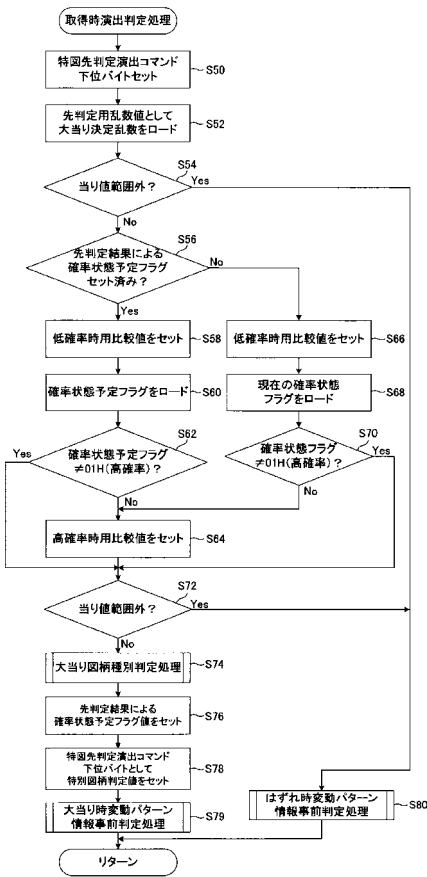 取得時演出判定処理
特図先判定演出コマンド
下位バイトセット
S50
先判定用乱数値として
大当り決定乱数をロード
S52
S54
当り値範囲外？
Yes
No
S56
先判定結果による
確率状態予定フラグ
セット済み？
No
Yes
低確率時用比較値をセット
S58
低確率時用比較値をセット
S66
確率状態予定フラグをロード
S60
現在の確率状態
フラグをロード
S68
S62
確率状態予定フラグ
≠01H(高確率)？
Yes
No
S70
確率状態フラグ
≠01H(高確率)？
Yes
No
高確率時用比較値をセット
S64
S72
当り値範囲外？
Yes
No
大当り図柄種別判定処理
S74
先判定結果による
確率状態予定フラグ値をセット
S76
特図先判定演出コマンド
下位バイトとして
特別図柄判定値をセット
S78
大当り時変動パターン
情報事前判定処理
S79
はずれ時変動パターン
情報事前判定処理
S80
リターン